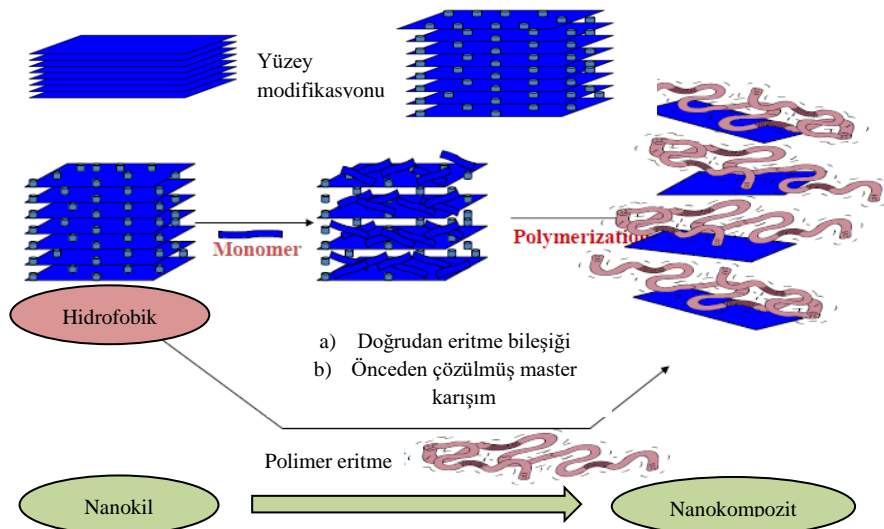 Yüzey
modifikasyonu
Monomer
Polymerization
Hidrofobik
a) Doğrudan eritme bileşiği
b) Önceden çözülmüş master
karışım
Polimer eritme
Nanokil
Nanokompozit